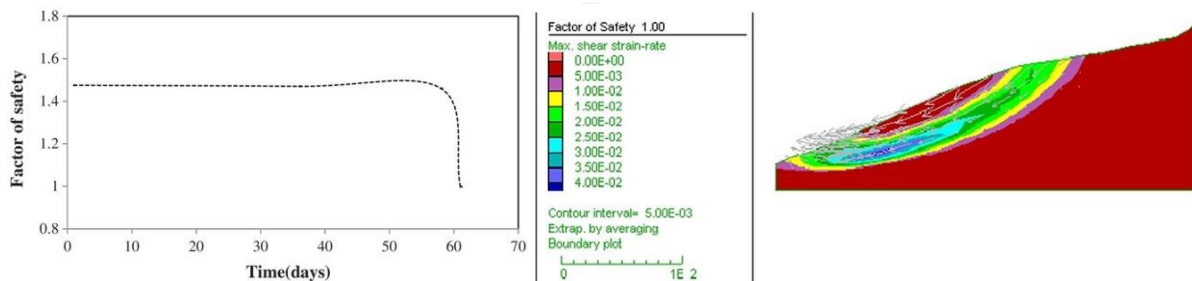 1.8
1.6
1.4
1.2
1
0.8
Factor of safety
0 10 20 30 40 50 60 70
Time(days)
Factor of Safety 1.00
Max. shear strain-rate
0.00E+00
5.00E-03
1.00E-02
1.50E-02
2.00E-02
2.50E-02
3.00E-02
3.50E-02
4.00E-02
Contour interval= 5.00E-03
Extrap. by averaging
Boundary plot
0 1E 2